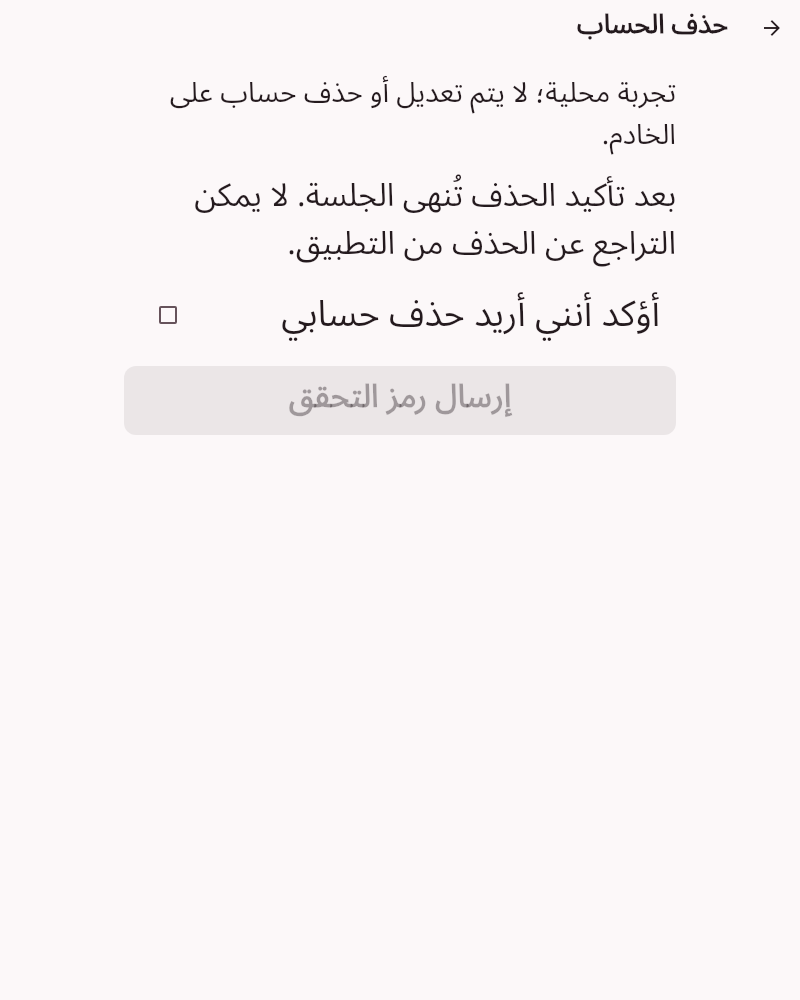 حذف الحساب
تجربة محلية؛ لا يتم تعديل أو حذف حساب على
الخادم.
بعد تأكيد الحذف تُنهى الجلسة. لا يمكن
التراجع عن الحذف من التطبيق.
أؤكد أنني أريد حذف حسابي
إرسال رمز التحقق